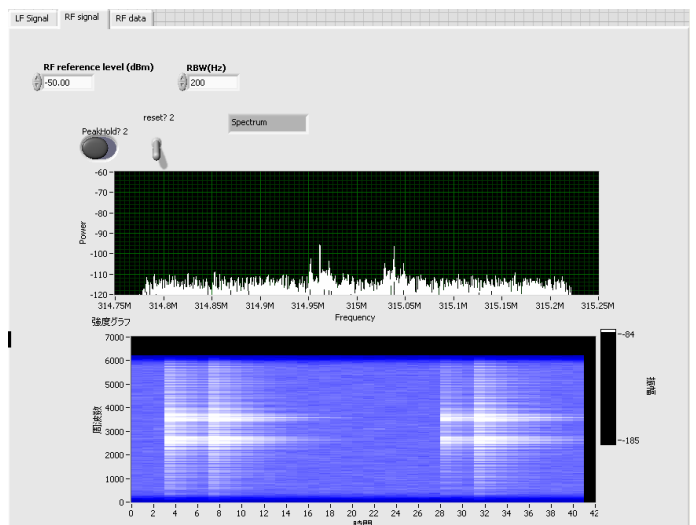 LF Signal RF signal RF data
RF reference level (dBm) RBW(Hz)
-50.00 200
reset? 2
PeakHold? 2
Spectrum
-60
-70
-80
-90
-100
-110
-120
Power
314.75M 314.8M 314.85M 314.9M 314.95M 315M 315.05M 315.1M 315.15M 315.2M 315.25M
Frequency
強度グラフ
7000
6000
5000
4000
3000
2000
1000
0
周波数
0 2 4 6 8 10 12 14 16 18 20 22 24 26 28 30 32 34 36 38 40 42
時間
-84
-185
振幅